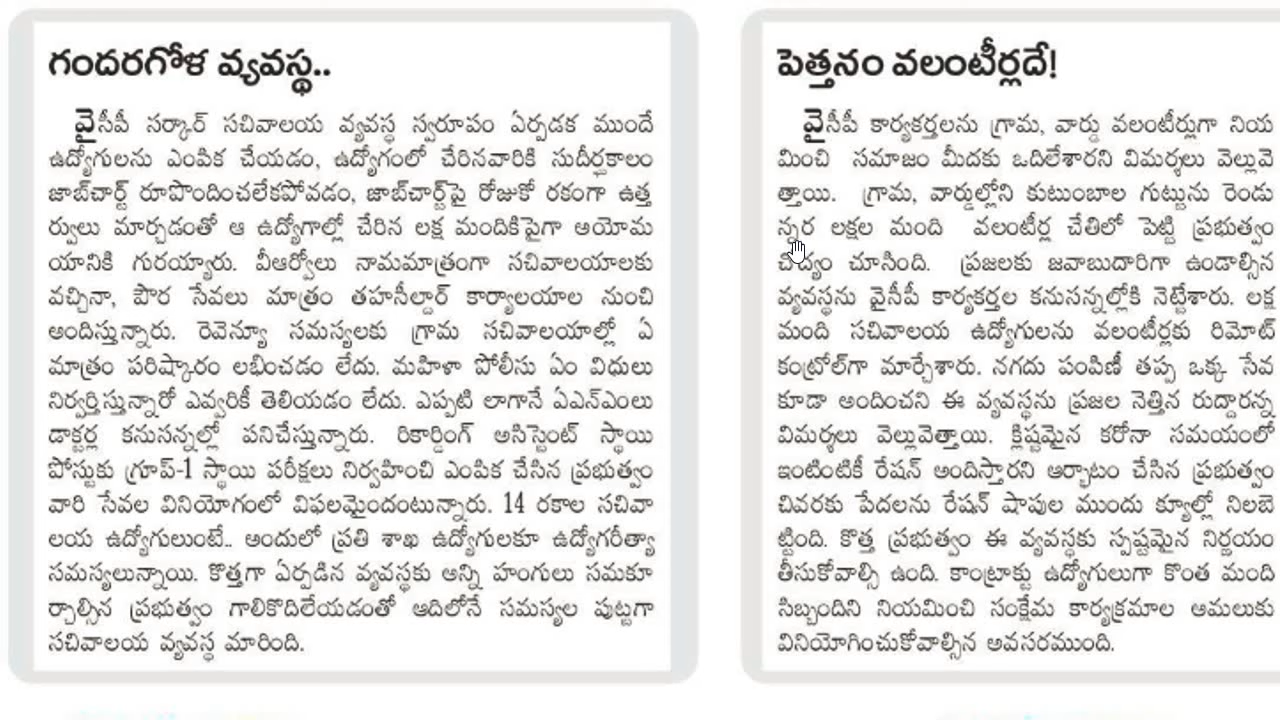 గందరగోళ వ్యవస్థ..
వైసీపీ సర్కార్ సచివాలయ వ్యవస్థ స్వరూపం ఏర్పడక ముందే
ఉద్యోగులను ఎంపిక చేయడం, ఉద్యోగంలో చేరినవారికి సుదీర్ఘకాలం
జాబ్‌చార్ట్ రూపొందించలేకపోవడం, జాబ్‌చార్ట్‌పై రోజుకో రకంగా ఉత్త
ర్వులు మార్చడంతో ఆ ఉద్యోగాల్లో చేరిన లక్ష మందికిపైగా అయోమ
యానికి గురయ్యారు. వీఆర్వోలు నామమాత్రంగా సచివాలయాలకు
వచ్చినా, పౌర సేవలు మాత్రం తహసీల్దార్ కార్యాలయాల నుంచి
అందిస్తున్నారు. రెవెన్యూ సమస్యలకు గ్రామ సచివాలయాల్లో ఏ
మాత్రం పరిష్కారం లభించడం లేదు. మహిళా పోలీసు ఏం విధులు
నిర్వర్తిస్తున్నారో ఎవ్వరికీ తెలియడం లేదు. ఎప్పటి లాగానే ఏఎన్ఎంలు
డాక్టర్ల కనుసన్నల్లో పనిచేస్తున్నారు. రికార్డింగ్ అసిస్టెంట్ స్థాయి
పోస్టుకు గ్రూప్-1 స్థాయి పరీక్షలు నిర్వహించి ఎంపిక చేసిన ప్రభుత్వం
వారి సేవల వినియోగంలో విఫలమైందంటున్నారు. 14 రకాల సచివా
లయ ఉద్యోగులుంటే.. అందులో ప్రతి శాఖ ఉద్యోగులకూ ఉద్యోగరీత్యా
సమస్యలున్నాయి. కొత్తగా ఏర్పడిన వ్యవస్థకు అన్ని హంగులు సమకూ
ర్చాల్సిన ప్రభుత్వం గాలికొదిలేయడంతో ఆదిలోనే సమస్యల పుట్టగా
సచివాలయ వ్యవస్థ మారింది.
పెత్తనం వలంటీర్లదే!
వైసీపీ కార్యకర్తలను గ్రామ, వార్డు వలంటీర్లుగా నియ
మించి సమాజం మీదకు ఒదిలేశారని విమర్శలు వెల్లువె
త్తాయి. గ్రామ, వార్డుల్లోని కుటుంబాల గుట్టును రెండు
న్నర లక్షల మంది వలంటీర్ల చేతిలో పెట్టి ప్రభుత్వం
చోద్యం చూసింది. ప్రజలకు జవాబుదారిగా ఉండాల్సిన
వ్యవస్థను వైసీపీ కార్యకర్తల కనుసన్నల్లోకి నెట్టేశారు. లక్ష
మంది సచివాలయ ఉద్యోగులను వలంటీర్లకు రిమోట్
కంట్రోల్‌గా మార్చేశారు. నగదు పంపిణీ తప్ప ఒక్క సేవ
కూడా అందించని ఈ వ్యవస్థను ప్రజల నెత్తిన రుద్దారన్న
విమర్శలు వెల్లువెత్తాయి. క్లిష్టమైన కరోనా సమయంలో
ఇంటింటికీ రేషన్ అందిస్తారని ఆర్భాటం చేసిన ప్రభుత్వం
చివరకు పేదలను రేషన్ షాపుల ముందు క్యూల్లో నిలబె
ట్టింది. కొత్త ప్రభుత్వం ఈ వ్యవస్థకు స్పష్టమైన నిర్ణయం
తీసుకోవాల్సి ఉంది. కాంట్రాక్టు ఉద్యోగులుగా కొంత మంది
సిబ్బందిని నియమించి సంక్షేమ కార్యక్రమాల అమలుకు
వినియోగించుకోవాల్సిన అవసరముంది.